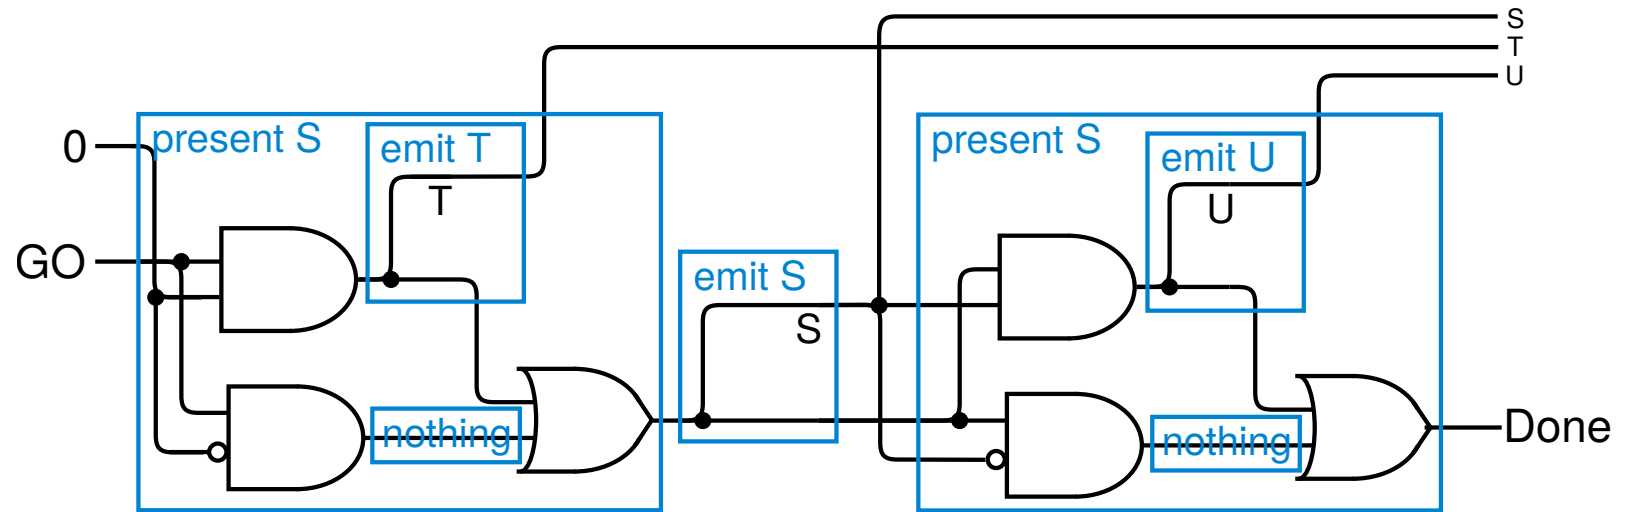 S
T
U
0
present S
emit T
T
GO
nothing
emit S
S
present S
emit U
U
nothing
Done